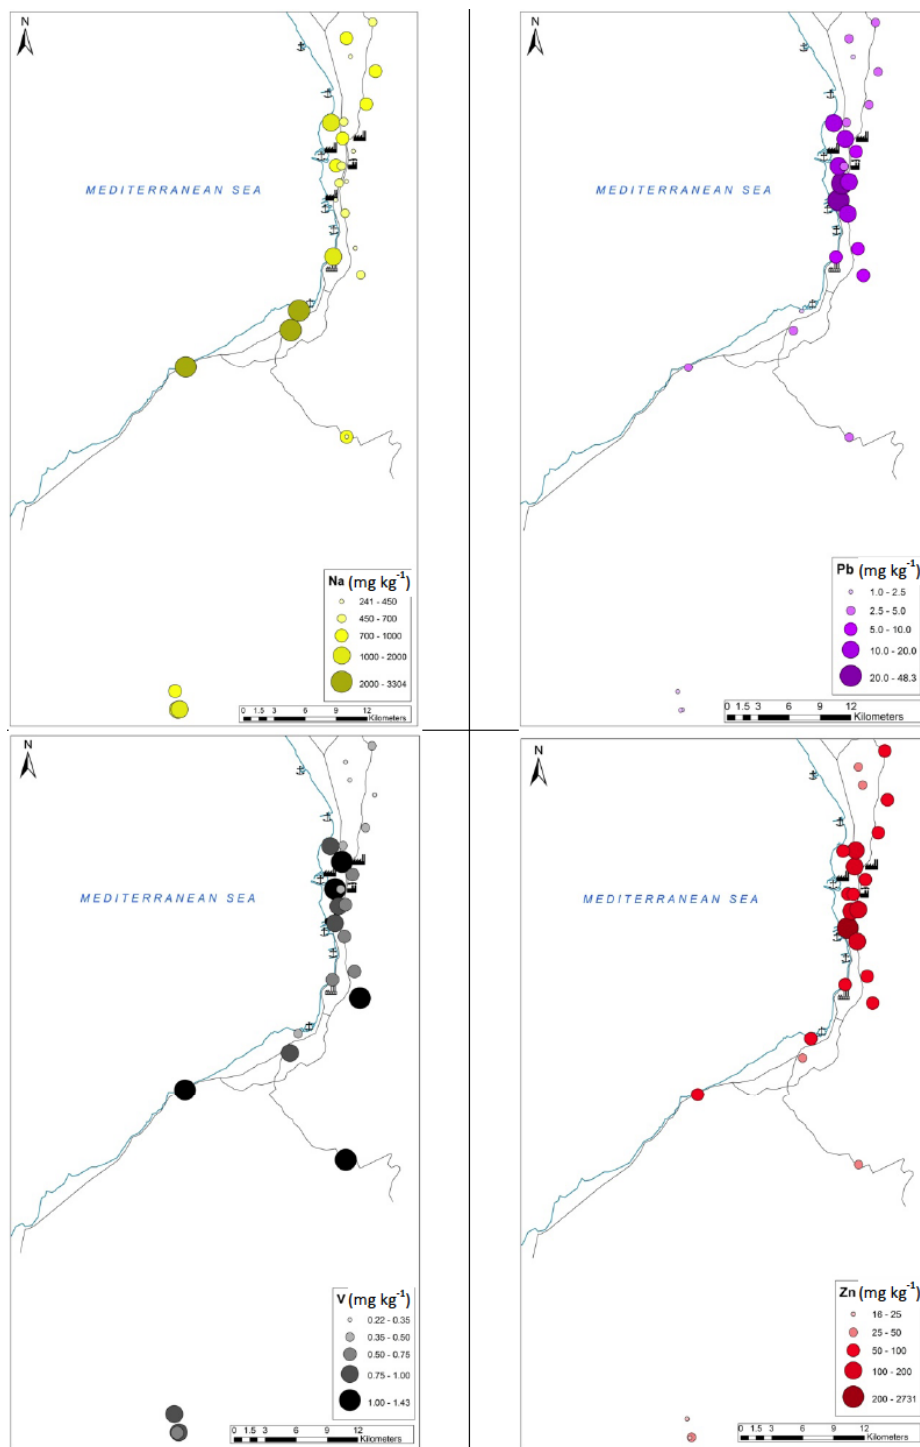 N
MEDITERRANEAN SEA
Na (mg kg⁻¹)
241 - 450
450 - 700
700 - 1000
1000 - 2000
2000 - 3304
0 1.5 3 6 9 12
Kilometers
N
MEDITERRANEAN SEA
Pb (mg kg⁻¹)
1.0 - 2.5
2.5 - 5.0
5.0 - 10.0
10.0 - 20.0
20.0 - 48.3
0 1.5 3 6 9 12
Kilometers
N
MEDITERRANEAN SEA
V (mg kg⁻¹)
0.22 - 0.35
0.35 - 0.50
0.50 - 0.75
0.75 - 1.00
1.00 - 1.43
0 1.5 3 6 9 12
Kilometers
N
MEDITERRANEAN SEA
Zn (mg kg⁻¹)
16 - 25
25 - 50
50 - 100
100 - 200
200 - 2731
0 1.5 3 6 9 12
Kilometers